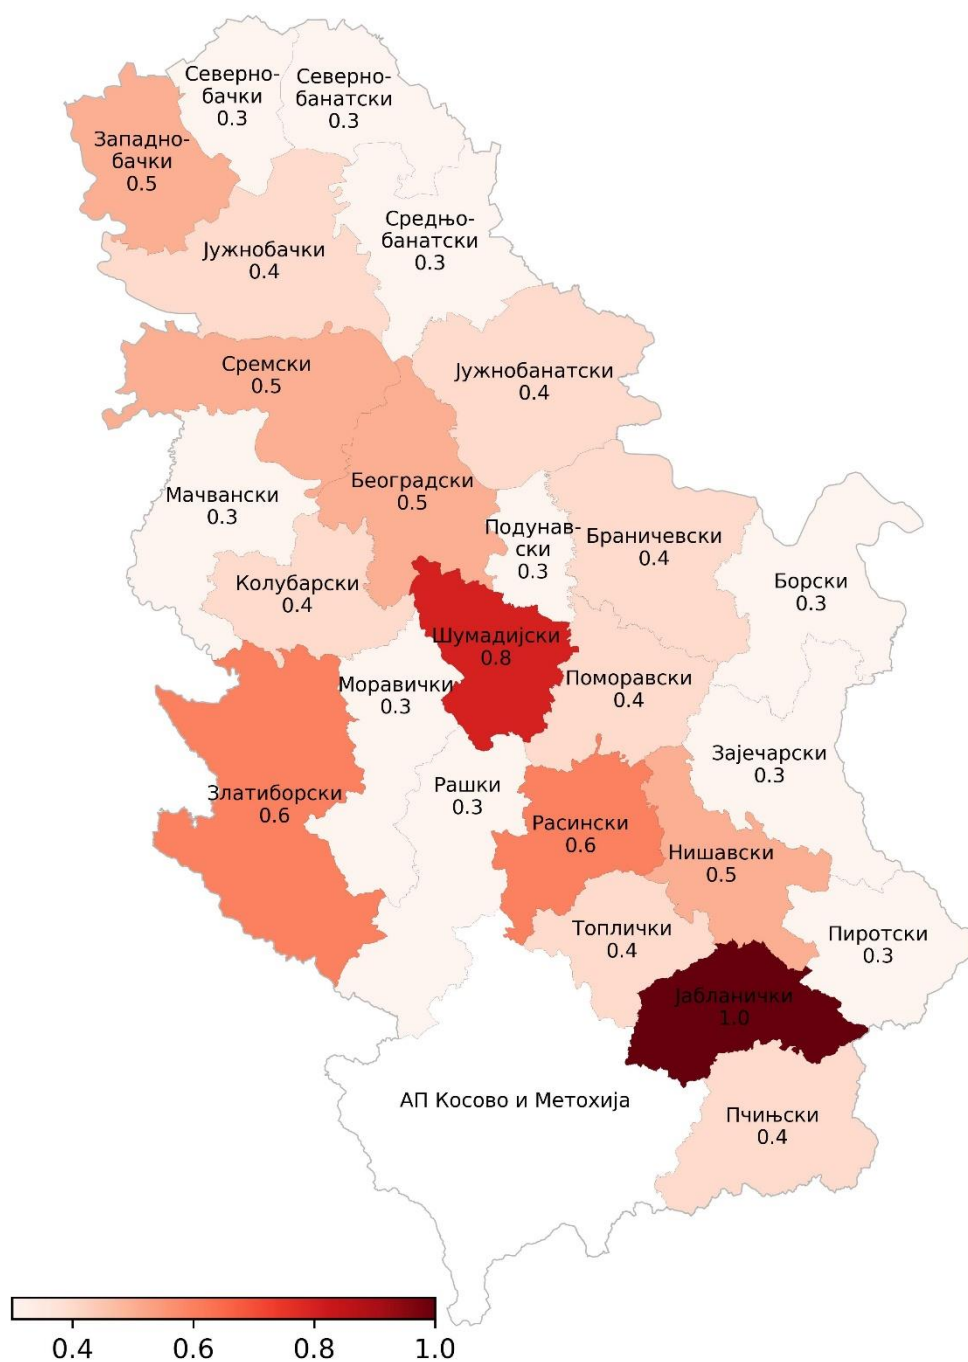 Северно-
бачки
0.3
Северно-
банатски
0.3
Западно-
бачки
0.5
Средњо-
банатски
0.3
Јужнобачки
0.4
Сремски
0.5
Јужнобанатски
0.4
Мачвански
0.3
Београдски
0.5
Подунав-
ски
0.3
Браничевски
0.4
Колубарски
0.4
Борски
0.3
Шумадијски
0.8
Моравички
0.3
Поморавски
0.4
Зајечарски
0.3
Златиборски
0.6
Рашки
0.3
Расински
0.6
Нишавски
0.5
Топлички
0.4
Пиротски
0.3
Јабланички
1.0
АП Косово и Метохија
Пчињски
0.4
0.4 0.6 0.8 1.0